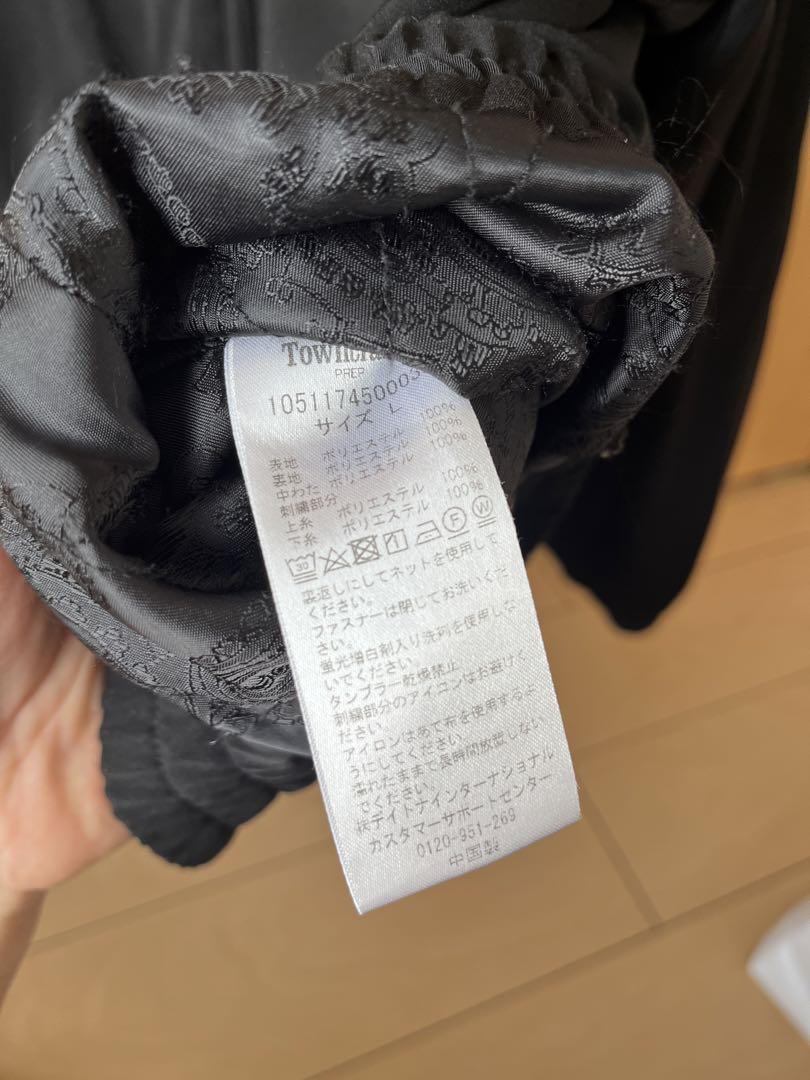 PREP
105117450003
サイズ L
表地 ポリエステル 100%
裏地 ポリエステル 100%
中わた ポリエステル 100%
刺繍部分
上糸 ポリエステル 100%
下糸 ポリエステル 100%
30 F W
裏返しにしてネットを使用して
ください。
ファスナーは閉じてお洗いくだ
さい。
蛍光増白剤入り洗剤を使用しな
いでください。
タンブラー乾燥禁止
刺繍部分のアイロンはお避けく
ださい
アイロンはあて布を使用するよ
うにしてください。
濡れたままで長時間放置しない
でください。
㈱デイトナインターナショナル
カスタマーサポートセンター
0120-951-269
中国製